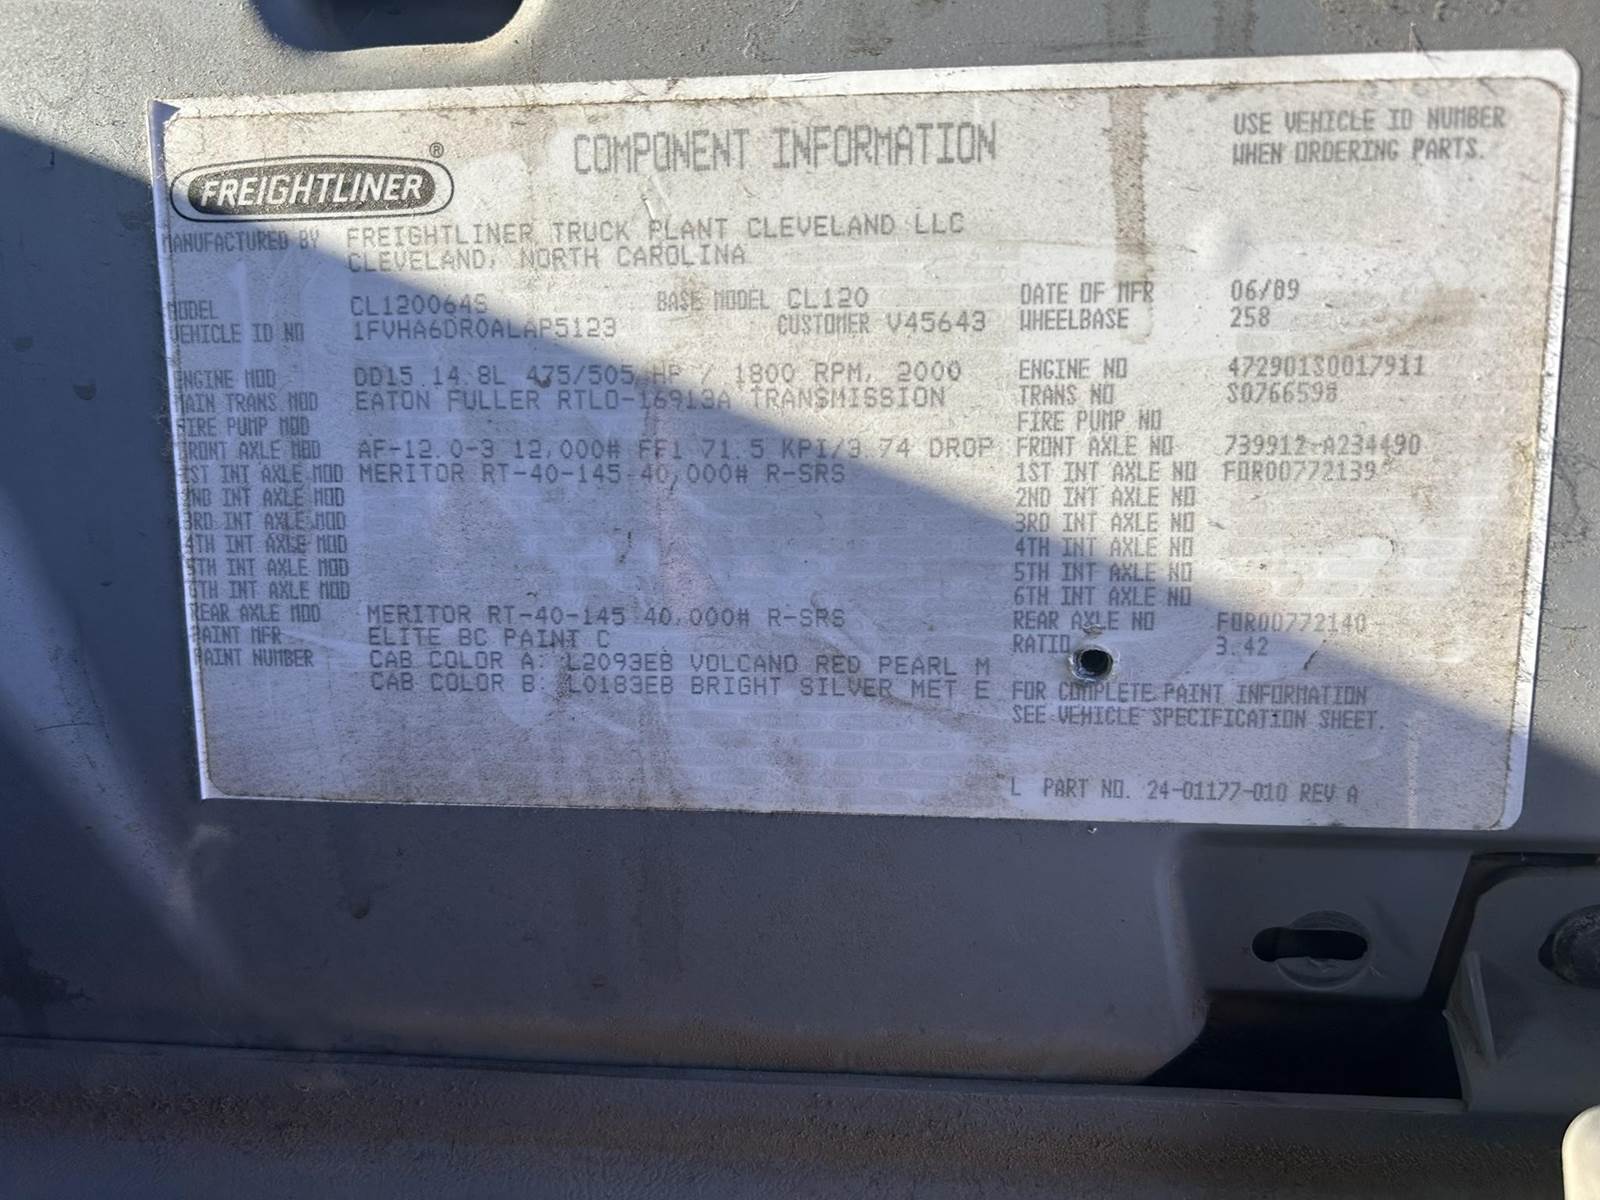 COMPONENT INFORMATION
USE VEHICLE ID NUMBER
WHEN ORDERING PARTS.
FREIGHTLINER®
MANUFACTURED BY FREIGHTLINER TRUCK PLANT CLEVELAND LLC
CLEVELAND, NORTH CAROLINA
MODEL CL120064S BASE MODEL CL120 DATE OF MFR 06/09
VEHICLE ID NO 1FVHA6DR0ALAP5123 CUSTOMER V45643 WHEELBASE 258
ENGINE MOD DD15 14.8L 475/505 HP / 1800 RPM, 2000 ENGINE NO 472901S0017911
MAIN TRANS MOD EATON FULLER RTLO-16913A TRANSMISSION TRANS NO S0766598
FIRE PUMP MOD FIRE PUMP NO
FRONT AXLE MOD AF-12.0-3 12,000# FF1 71.5 KPI/3.74 DROP FRONT AXLE NO 739912-A234490
1ST INT AXLE MOD MERITOR RT-40-145 40,000# R-SRS 1ST INT AXLE NO FOR00772139
2ND INT AXLE MOD 2ND INT AXLE NO
3RD INT AXLE MOD 3RD INT AXLE NO
4TH INT AXLE MOD 4TH INT AXLE NO
5TH INT AXLE MOD 5TH INT AXLE NO
6TH INT AXLE MOD 6TH INT AXLE NO
REAR AXLE MOD MERITOR RT-40-145 40,000# R-SRS REAR AXLE NO FOR00772140
PAINT MFR ELITE BC PAINT C RATIO 3.42
PAINT NUMBER CAB COLOR A: L2093EB VOLCANO RED PEARL M
CAB COLOR B: L0183EB BRIGHT SILVER MET E
FOR COMPLETE PAINT INFORMATION
SEE VEHICLE SPECIFICATION SHEET.
L PART NO. 24-01177-010 REV A